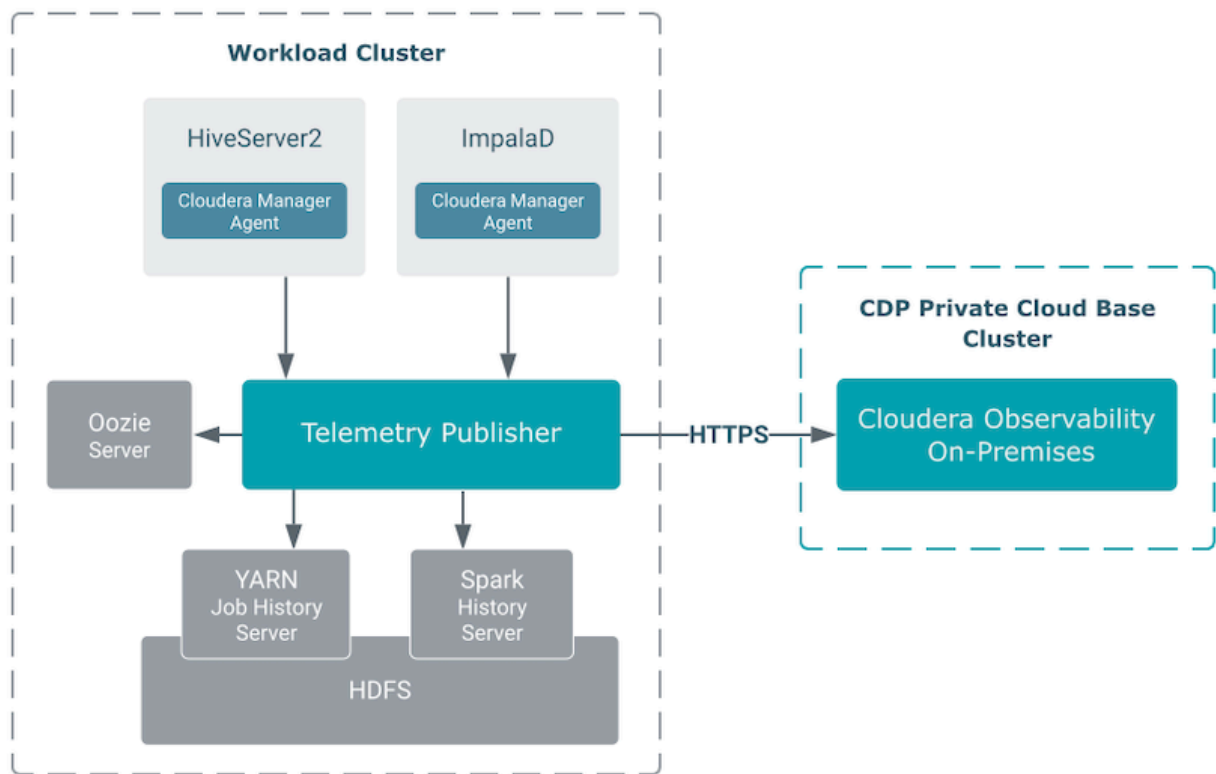 Workload Cluster
HiveServer2
Cloudera Manager
Agent
ImpalaD
Cloudera Manager
Agent
CDP Private Cloud Base
Cluster
Oozie
Server
Telemetry Publisher
HTTPS
Cloudera Observability
On-Premises
YARN
Job History
Server
Spark
History
Server
HDFS